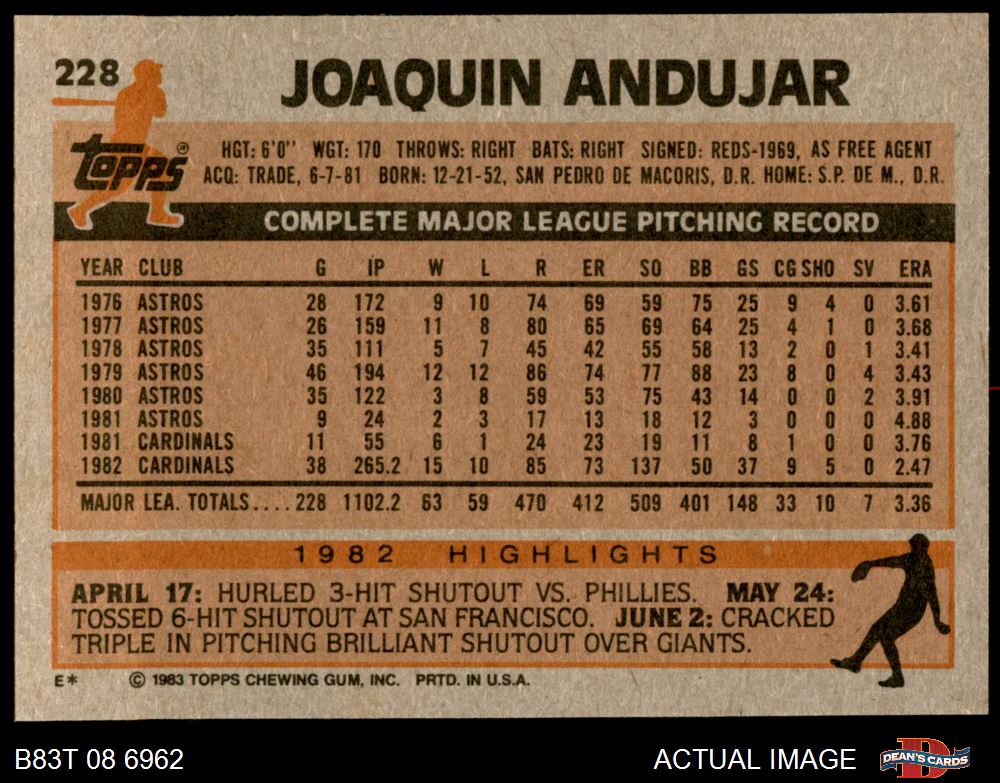 228
JOAQUIN ANDUJAR
topps®
HGT: 6'0" WGT: 170 THROWS: RIGHT BATS: RIGHT SIGNED: REDS-1969, AS FREE AGENT
ACQ: TRADE, 6-7-81 BORN: 12-21-52, SAN PEDRO DE MACORIS, D.R. HOME: S.P. DE M., D.R.
COMPLETE MAJOR LEAGUE PITCHING RECORD
YEAR CLUB G IP W L R ER SO BB GS CG SHO SV ERA
1976 ASTROS 28 172 9 10 74 69 59 75 25 9 4 0 3.61
1977 ASTROS 26 159 11 8 80 65 69 64 25 4 1 0 3.68
1978 ASTROS 35 111 5 7 45 42 55 58 13 2 0 1 3.41
1979 ASTROS 46 194 12 12 86 74 77 88 23 8 0 4 3.43
1980 ASTROS 35 122 3 8 59 53 75 43 14 0 0 2 3.91
1981 ASTROS 9 24 2 3 17 13 18 12 3 0 0 0 4.88
1981 CARDINALS 11 55 6 1 24 23 19 11 8 1 0 0 3.76
1982 CARDINALS 38 265.2 15 10 85 73 137 50 37 9 5 0 2.47
MAJOR LEA. TOTALS.... 228 1102.2 63 59 470 412 509 401 148 33 10 7 3.36
1982 HIGHLIGHTS
APRIL 17: HURLED 3-HIT SHUTOUT VS. PHILLIES. MAY 24:
TOSSED 6-HIT SHUTOUT AT SAN FRANCISCO. JUNE 2: CRACKED
TRIPLE IN PITCHING BRILLIANT SHUTOUT OVER GIANTS.
E* © 1983 TOPPS CHEWING GUM, INC. PRTD. IN U.S.A.
B83T 08 6962 ACTUAL IMAGE D DEAN'S CARDS